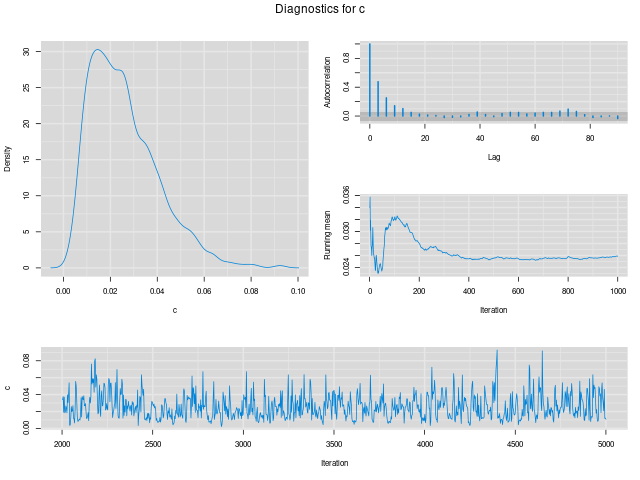 Diagnostics for c
Density
0 5 10 15 20 25 30
0.00 0.02 0.04 0.06 0.08 0.10
c
Autocorrelation
0.0 0.4 0.8
0 20 40 60 80
Lag
Running mean
0.024 0.030 0.036
0 200 400 600 800 1000
Iteration
c
0.00 0.04 0.08
2000 2500 3000 3500 4000 4500 5000
Iteration